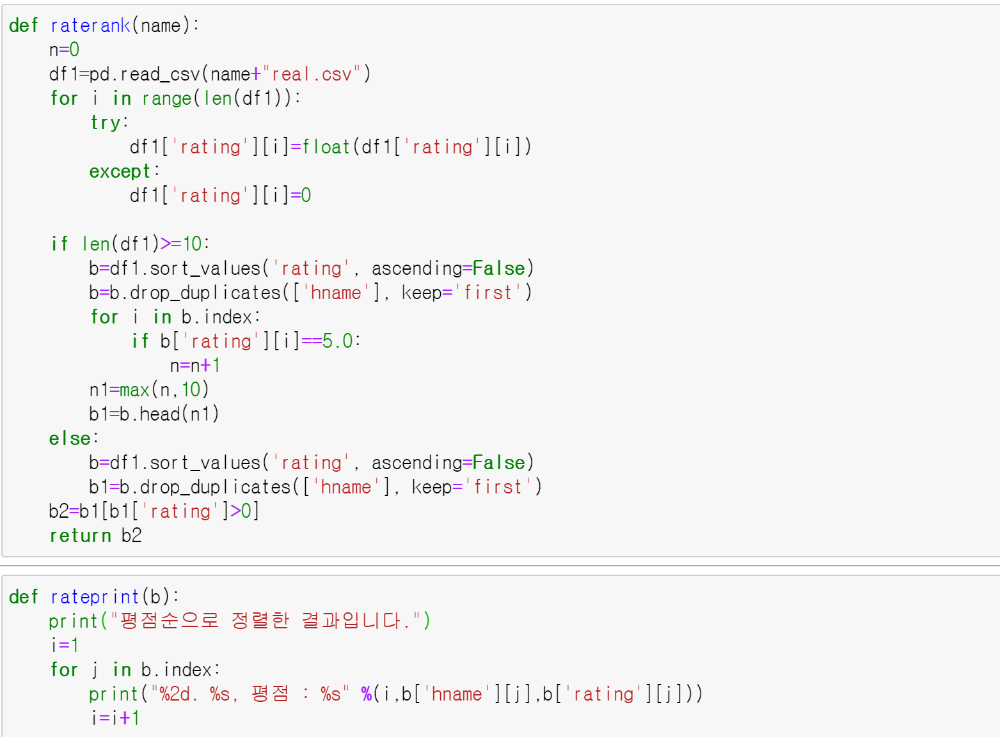 def raterank(name):
    n=0
    df1=pd.read_csv(name+"real.csv")
    for i in range(len(df1)):
        try:
            df1['rating'][i]=float(df1['rating'][i])
        except:
            df1['rating'][i]=0

    if len(df1)>=10:
        b=df1.sort_values('rating', ascending=False)
        b=b.drop_duplicates(['hname'], keep='first')
        for i in b.index:
            if b['rating'][i]==5.0:
                n=n+1
        n1=max(n,10)
        b1=b.head(n1)
    else:
        b=df1.sort_values('rating', ascending=False)
        b1=b.drop_duplicates(['hname'], keep='first')
    b2=b1[b1['rating']>0]
    return b2
def rateprint(b):
    print("평점순으로 정렬한 결과입니다.")
    i=1
    for j in b.index:
        print("%2d. %s, 평점 : %s" %(i,b['hname'][j],b['rating'][j]))
        i=i+1